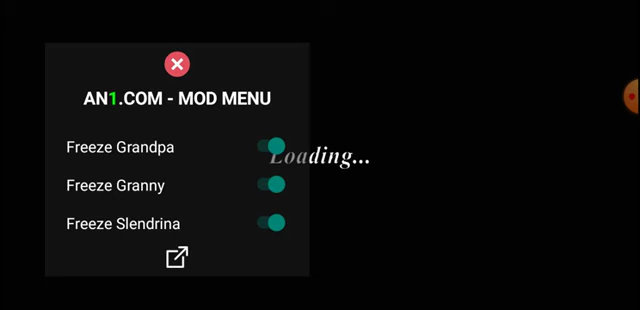 AN1.COM - MOD MENU
Freeze Grandpa
Loading...
Freeze Granny
Freeze Slendrina